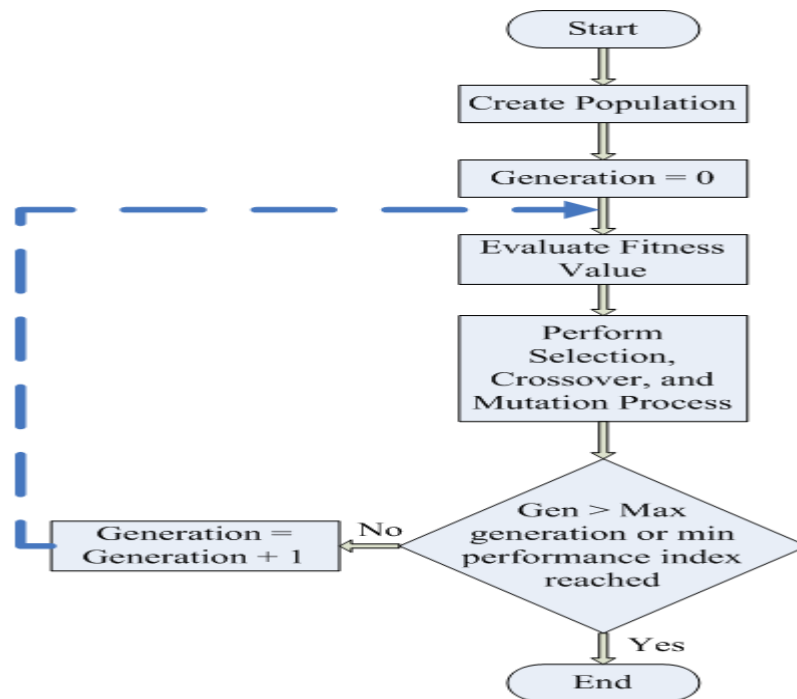 Start
Create Population
Generation = 0
Evaluate Fitness
Value
Perform
Selection,
Crossover, and
Mutation Process
Gen > Max
generation or min
performance index
reached
No
Generation =
Generation + 1
Yes
End